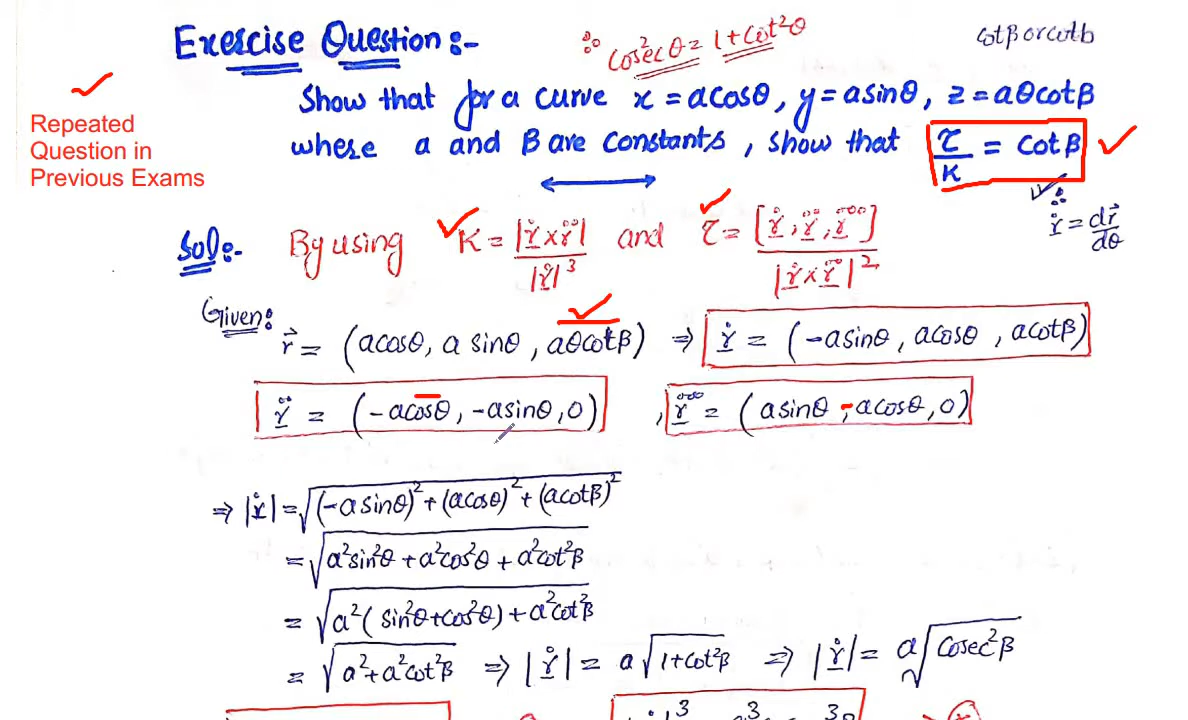 Exercise Question:-
∵ Cosec²θ = 1+Cot²θ
cotβ or cotb
Repeated
Question in
Previous Exams
Show that for a curve x = acosθ, y = asinθ, z = aθcotβ
where a and β are constants, show that τ/κ = Cotβ
∵ ṙ = dr⃗/dθ
Sol:- By using κ = |ṙ×r̈|/|ṙ|³ and τ = [ṙ, r̈, r⃛]/|ṙ×r̈|²
Given:
r⃗ = (acosθ, a sinθ, aθcotβ) ⇒ ṙ = (-asinθ, acosθ, acotβ)
r̈ = (-acosθ, -asinθ, 0), r⃛ = (asinθ - acosθ, 0)
⇒ |ṙ| = √((-asinθ)² + (acosθ)² + (acotβ)²)
= √(a²sin²θ + a²cos²θ + a²cot²β)
= √(a²(sin²θ+cos²θ) + a²cot²β)
= √(a²+a²cot²β) ⇒ |ṙ| = a√(1+cot²β) ⇒ |ṙ| = a√(Cosec²β)